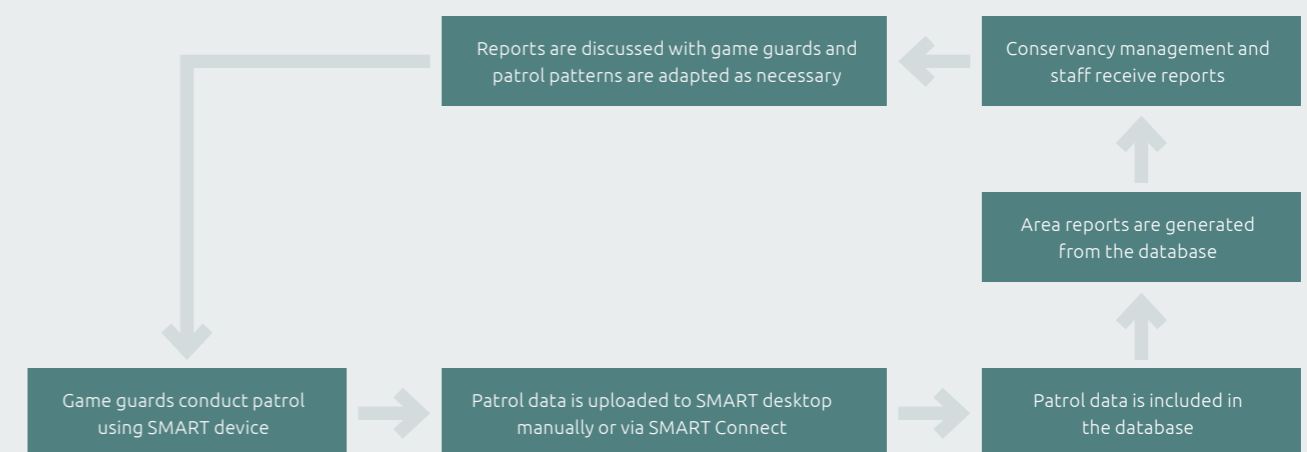 Reports are discussed with game guards and
patrol patterns are adapted as necessary
Conservancy management and
staff receive reports
Area reports are generated
from the database
Game guards conduct patrol
using SMART device
Patrol data is uploaded to SMART desktop
manually or via SMART Connect
Patrol data is included in
the database